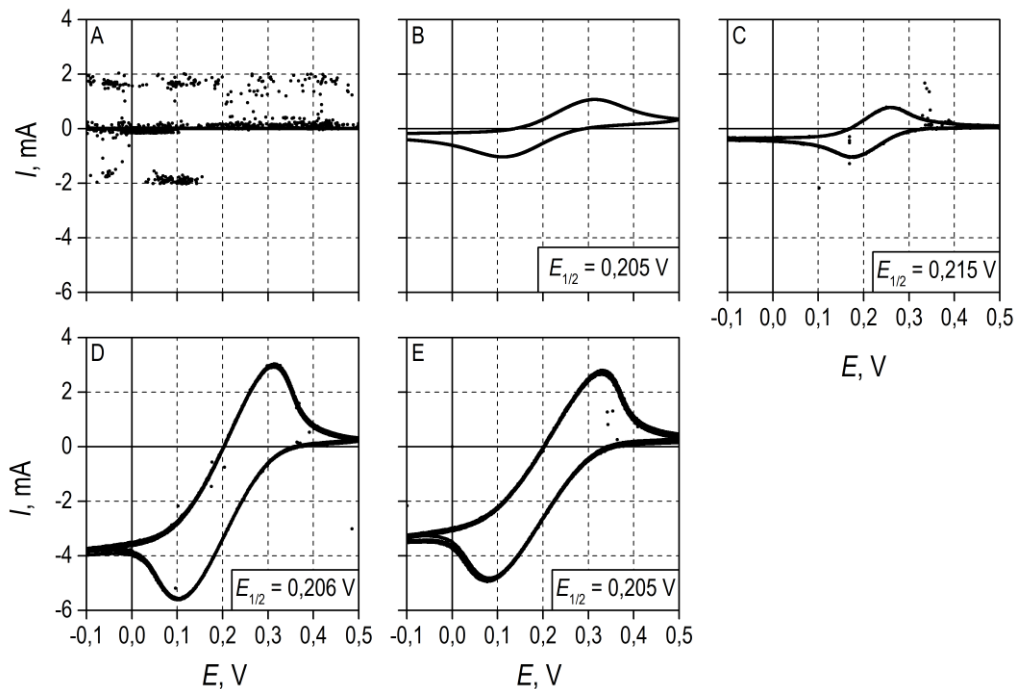 A
B
C
4
2
0
-2
-4
-6
I, mA
E1/2 = 0,205 V
E1/2 = 0,215 V
-0,1 0,0 0,1 0,2 0,3 0,4 0,5
E, V
D
E
4
2
0
-2
-4
-6
I, mA
E1/2 = 0,206 V
E1/2 = 0,205 V
-0,1 0,0 0,1 0,2 0,3 0,4 0,5
-0,1 0,0 0,1 0,2 0,3 0,4 0,5
E, V
E, V